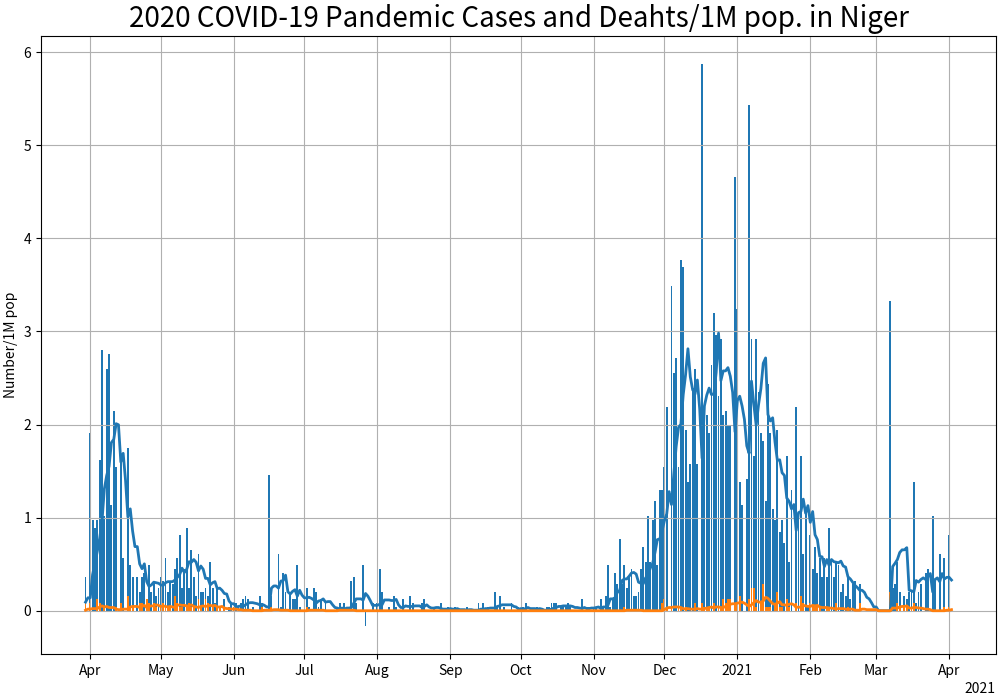 2020 COVID-19 Pandemic Cases and Deahts/1M pop. in Niger
Number/1M pop
6
5
4
3
2
1
0
Apr May Jun Jul Aug Sep Oct Nov Dec 2021 Feb Mar Apr
2021